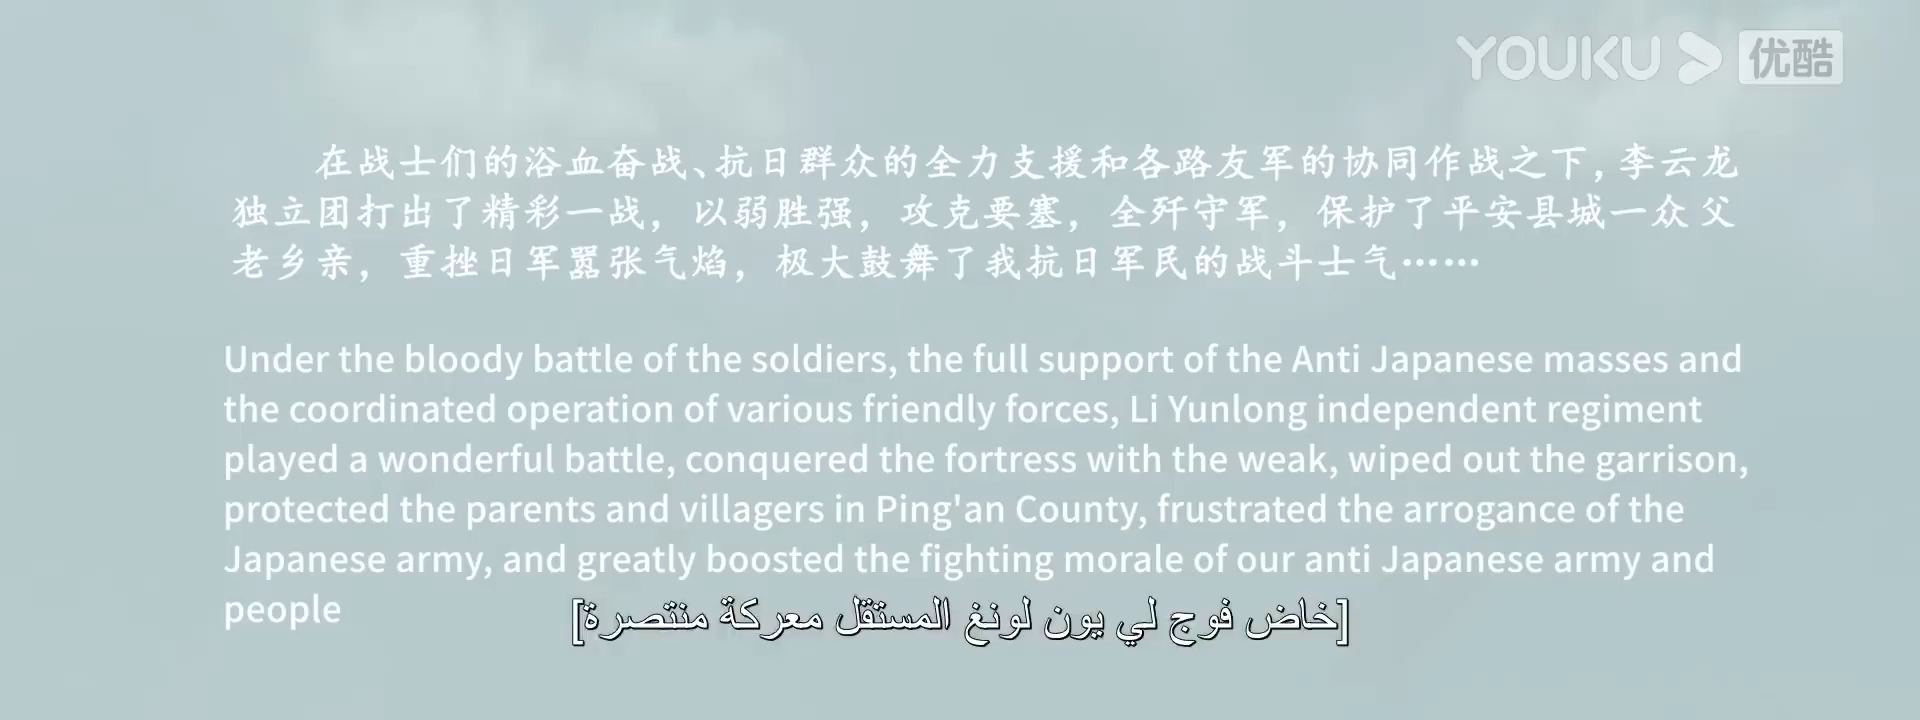 YOUKU 优酷
在战士们的浴血奋战、抗日群众的全力支援和各路友军的协同作战之下，李云龙
独立团打出了精彩一战，以弱胜强，攻克要塞，全歼守军，保护了平安县城一众父
老乡亲，重挫日军嚣张气焰，极大鼓舞了我抗日军民的战斗士气……
Under the bloody battle of the soldiers, the full support of the Anti Japanese masses and
the coordinated operation of various friendly forces, Li Yunlong independent regiment
played a wonderful battle, conquered the fortress with the weak, wiped out the garrison,
protected the parents and villagers in Ping'an County, frustrated the arrogance of the
Japanese army, and greatly boosted the fighting morale of our anti Japanese army and
people
[خاض فوج لي يون لونغ المستقل معركة منتصرة]